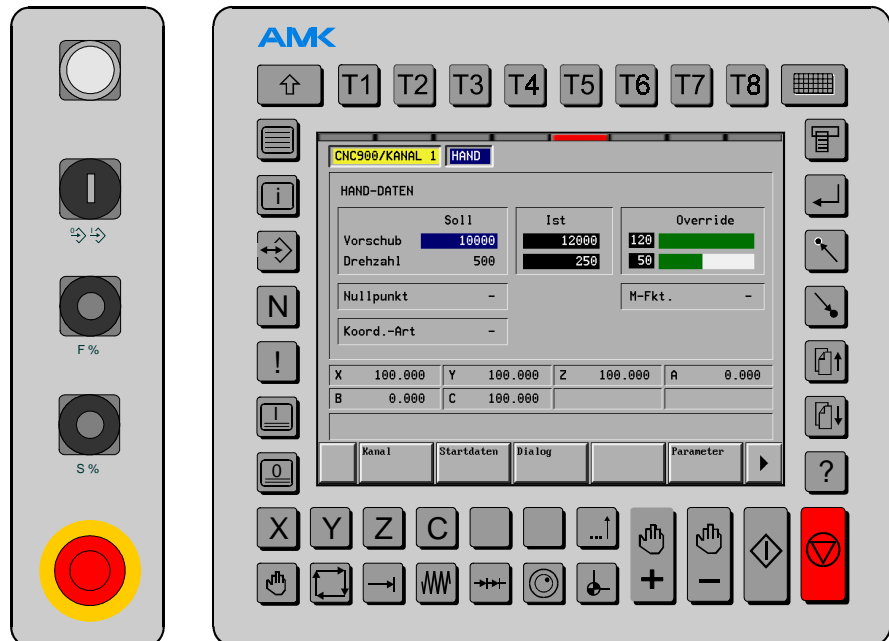 AMK
T1 T2 T3 T4 T5 T6 T7 T8
CNC900/KANAL 1 HAND
i
HAND-DATEN
Soll Ist Override
Vorschub 10000 12000 120
Drehzahl 500 250 50
0 1
N
Nullpunkt - M-Fkt. -
Koord.-Art -
F %
!
X 100.000 Y 100.000 Z 100.000 A 0.000
B 0.000 C 100.000
I
Kanal Startdaten Dialog Parameter
S %
0
?
X Y Z C ...
+ −